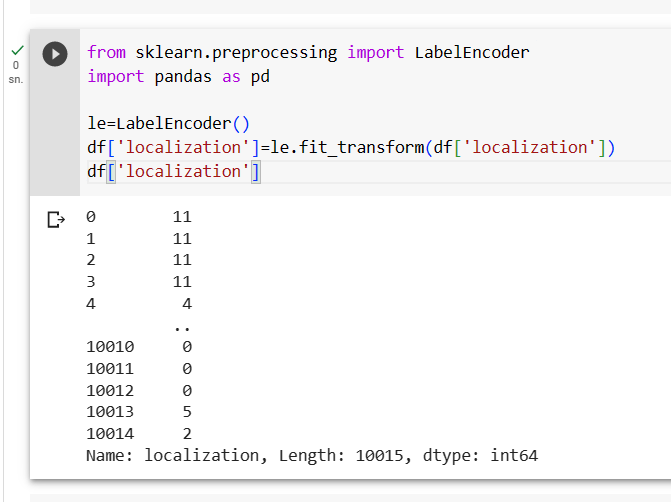 from sklearn.preprocessing import LabelEncoder
import pandas as pd
le=LabelEncoder()
df['localization']=le.fit_transform(df['localization'])
df['localization']
0
sn.
0        11
1        11
2        11
3        11
4         4
         ..
10010     0
10011     0
10012     0
10013     5
10014     2
Name: localization, Length: 10015, dtype: int64